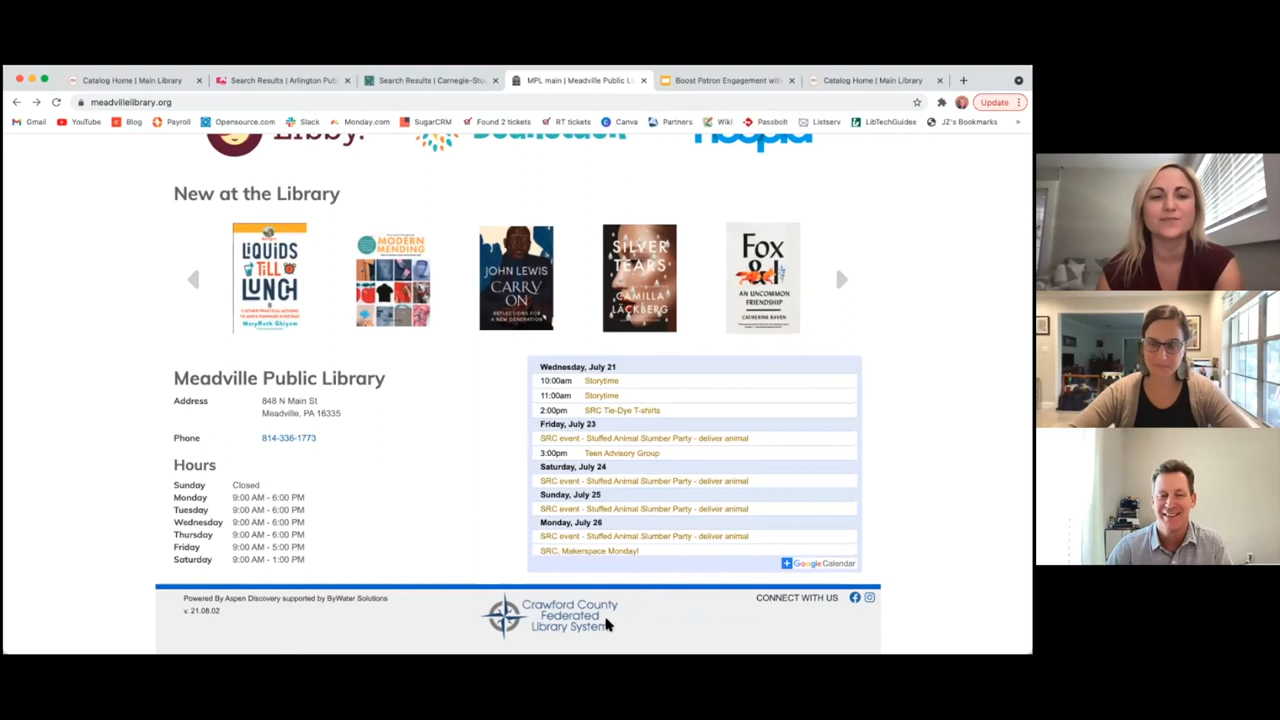 Catalog Home | Main Library
Search Results | Arlington Pub
Search Results | Carnegie-Stou
MPL main | Meadville Public Li
Boost Patron Engagement with
Catalog Home | Main Library
meadvillelibrary.org
Update
Gmail YouTube Blog Payroll Opensource.com Slack Monday.com SugarCRM Found 2 tickets RT tickets Canva Partners Wiki Passbolt Listserv LibTechGuides JZ's Bookmarks »
Libby.
Beanstack
hoopla
New at the Library
LIQUIDS
TILL
LUNCH
MaryRuth Ghiyam
MODERN
MENDING
JOHN LEWIS
CARRY
ON
REFLECTIONS FOR
A NEW GENERATION
SILVER
TEARS
CAMILLA
LÄCKBERG
Fox
& I
AN UNCOMMON
FRIENDSHIP
CATHERINE RAVEN
Meadville Public Library
Address 848 N Main St
Meadville, PA 16335
Phone 814-336-1773
Hours
Sunday Closed
Monday 9:00 AM - 6:00 PM
Tuesday 9:00 AM - 6:00 PM
Wednesday 9:00 AM - 6:00 PM
Thursday 9:00 AM - 6:00 PM
Friday 9:00 AM - 5:00 PM
Saturday 9:00 AM - 1:00 PM
Wednesday, July 21
10:00am Storytime
11:00am Storytime
2:00pm SRC Tie-Dye T-shirts
Friday, July 23
SRC event - Stuffed Animal Slumber Party - deliver animal
3:00pm Teen Advisory Group
Saturday, July 24
SRC event - Stuffed Animal Slumber Party - deliver animal
Sunday, July 25
SRC event - Stuffed Animal Slumber Party - deliver animal
Monday, July 26
SRC event - Stuffed Animal Slumber Party - deliver animal
SRC, Makerspace Monday!
Google Calendar
Powered By Aspen Discovery supported by ByWater Solutions
v. 21.08.02
Crawford County
Federated
Library System
CONNECT WITH US